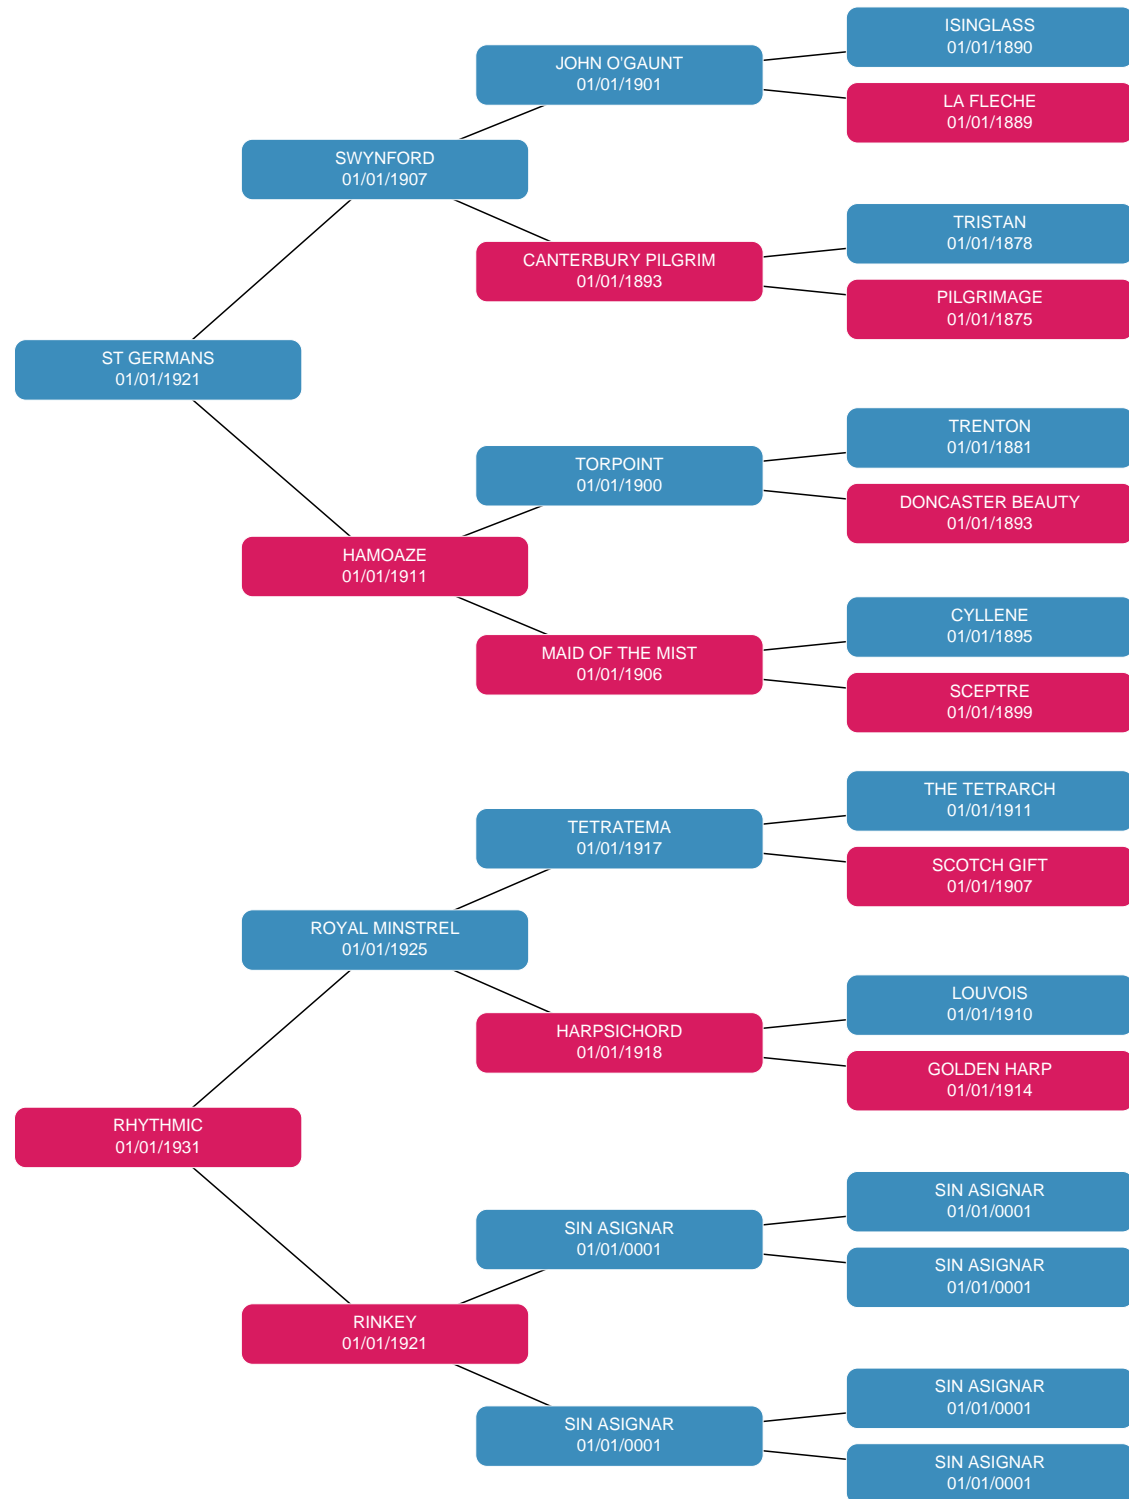 ISINGLASS
01/01/1890
JOHN O'GAUNT
01/01/1901
LA FLECHE
01/01/1889
SWYNFORD
01/01/1907
TRISTAN
01/01/1878
CANTERBURY PILGRIM
01/01/1893
PILGRIMAGE
01/01/1875
ST GERMANS
01/01/1921
TRENTON
01/01/1881
TORPOINT
01/01/1900
DONCASTER BEAUTY
01/01/1893
HAMOAZE
01/01/1911
CYLLENE
01/01/1895
MAID OF THE MIST
01/01/1906
SCEPTRE
01/01/1899
THE TETRARCH
01/01/1911
TETRATEMA
01/01/1917
SCOTCH GIFT
01/01/1907
ROYAL MINSTREL
01/01/1925
LOUVOIS
01/01/1910
HARPSICHORD
01/01/1918
GOLDEN HARP
01/01/1914
RHYTHMIC
01/01/1931
SIN ASIGNAR
01/01/0001
SIN ASIGNAR
01/01/0001
SIN ASIGNAR
01/01/0001
RINKEY
01/01/1921
SIN ASIGNAR
01/01/0001
SIN ASIGNAR
01/01/0001
SIN ASIGNAR
01/01/0001